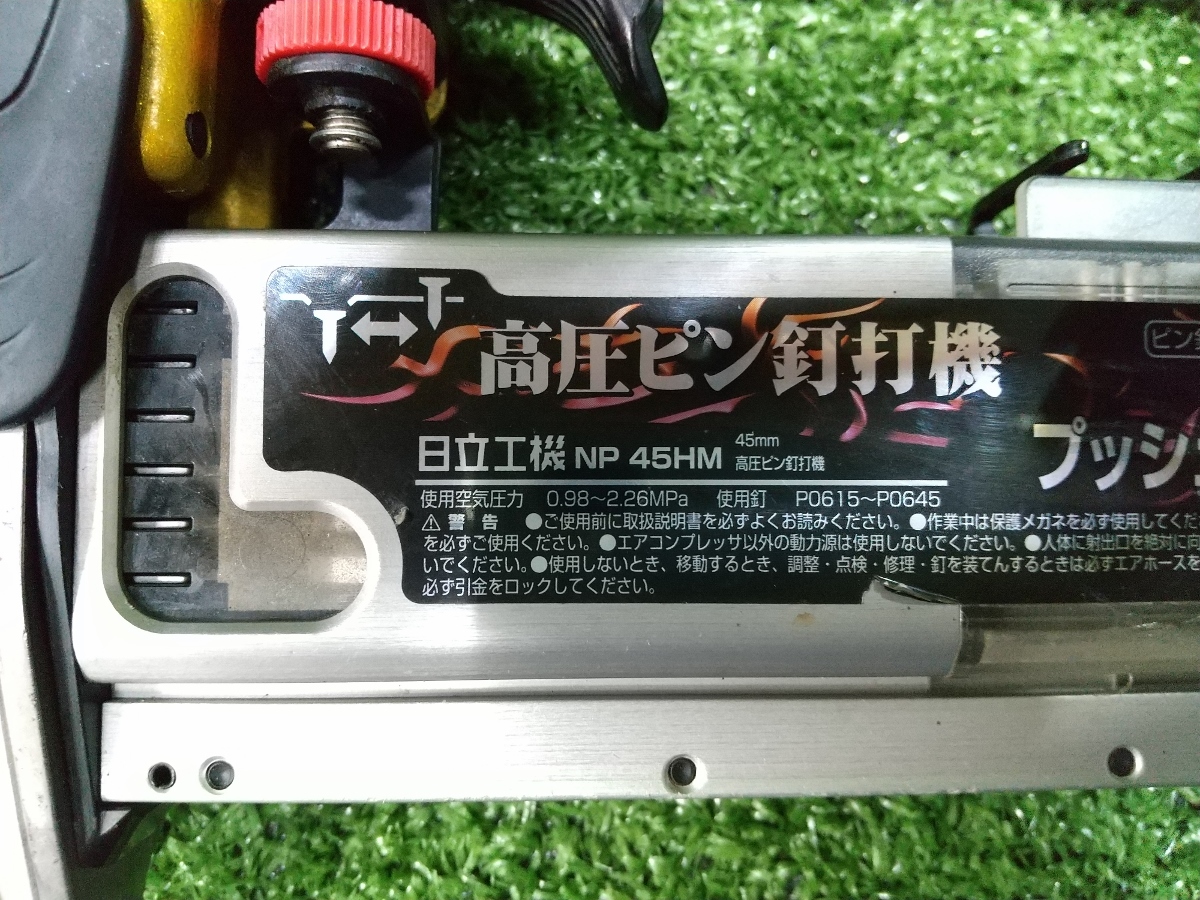 高圧ピン釘打機
ピン
日立工機 NP 45HM 45mm
高圧ピン釘打機
プッシ
使用空気圧力 0.98〜2.26MPa 使用釘 P0615〜P0645
⚠ 警告 ●ご使用前に取扱説明書を必ずよくお読みください。●作業中は保護メガネを必ず使用してくだ
を必ずご使用ください。●エアコンプレッサ以外の動力源は使用しないでください。●人体に射出口を絶対に向
いでください。●使用しないとき、移動するとき、調整・点検・修理・釘を装てんするときは必ずエアホースを
必ず引金をロックしてください。